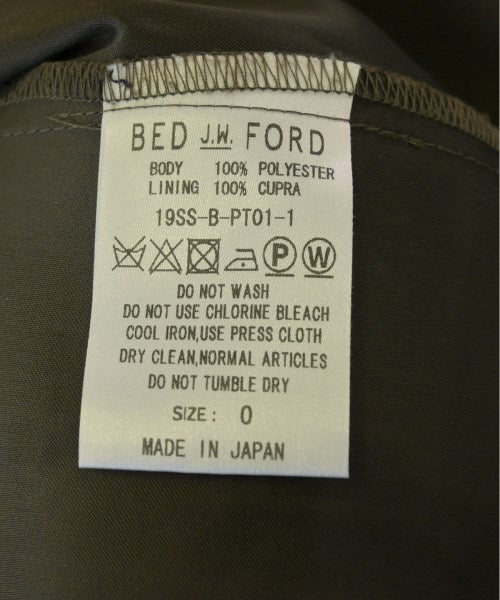 BED J.W. FORD
BODY 100% POLYESTER
LINING 100% CUPRA
19SS-B-PT01-1
P W
DO NOT WASH
DO NOT USE CHLORINE BLEACH
COOL IRON,USE PRESS CLOTH
DRY CLEAN,NORMAL ARTICLES
DO NOT TUMBLE DRY
SIZE: 0
MADE IN JAPAN